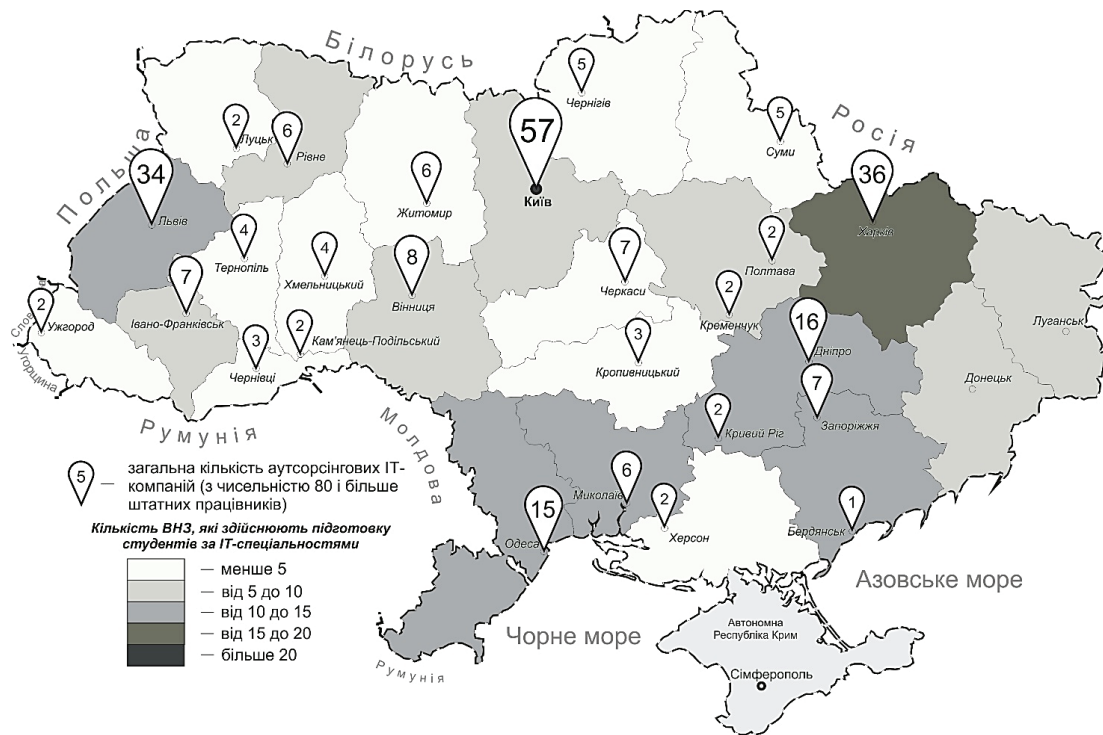 Білорусь
Росія
Польща
5
Чернігів
5
Суми
2
Луцьк
6
Рівне
57
Київ
34
Львів
6
Житомир
36
Харків
4
Тернопіль
4
Хмельницький
8
Вінниця
7
Черкаси
2
Полтава
2
Кременчук
2
Ужгород
7
Івано-Франківськ
3
Чернівці
2
Кам'янець-Подільський
3
Кропивницький
16
Дніпро
7
Запоріжжя
2
Кривий Ріг
Луганськ
Донецьк
Угорщина
Румунія
Молдова
6
Миколаїв
15
Одеса
2
Херсон
1
Бердянськ
5
— загальна кількість аутсорсінгових ІТ-
компаній (з чисельністю 80 і більше
штатних працівників)
Кількість ВНЗ, які здійснюють підготовку
студентів за ІТ-спеціальностями
— менше 5
— від 5 до 10
— від 10 до 15
— від 15 до 20
— більше 20
Азовське море
Чорне море
Румунія
Автономна
Республіка Крим
Сімферополь